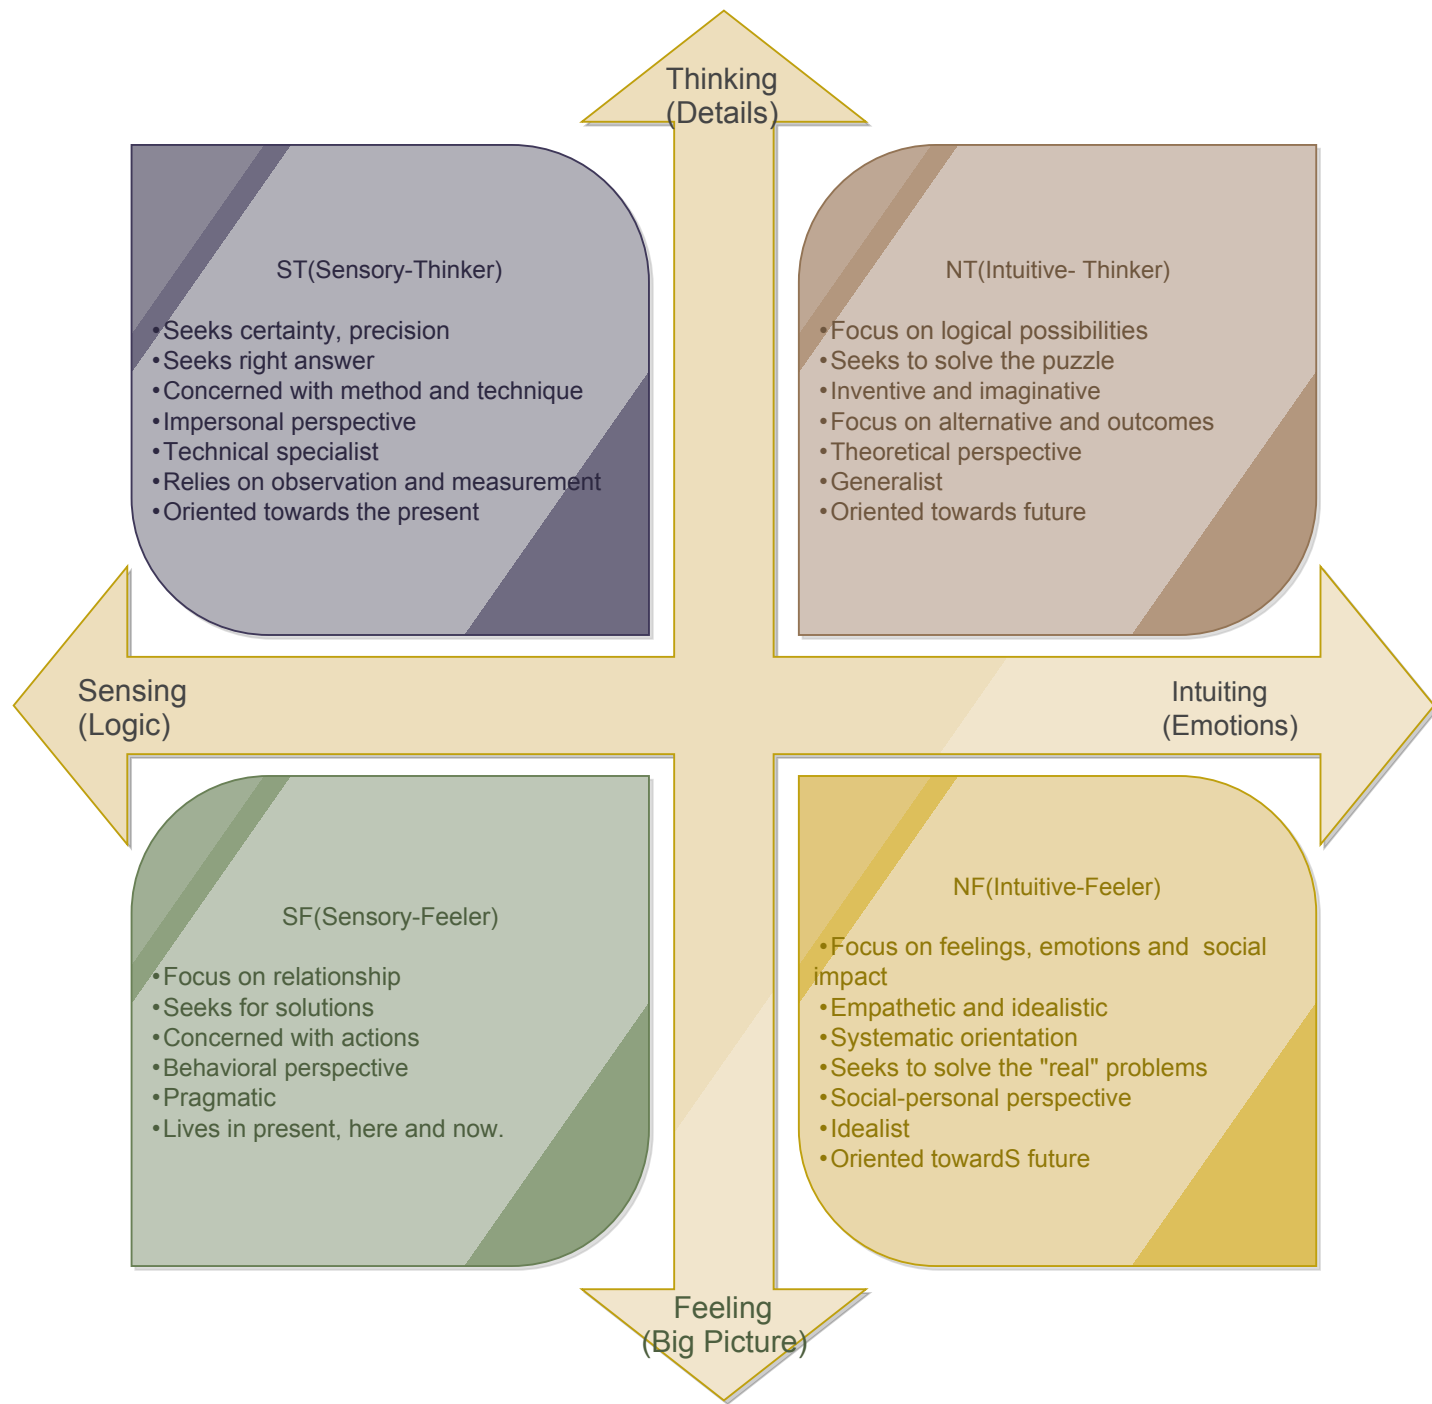 Thinking
(Details)
ST(Sensory-Thinker)
•Seeks certainty, precision
•Seeks right answer
•Concerned with method and technique
•Impersonal perspective
•Technical specialist
•Relies on observation and measurement
•Oriented towards the present
NT(Intuitive- Thinker)
•Focus on logical possibilities
•Seeks to solve the puzzle
•Inventive and imaginative
•Focus on alternative and outcomes
•Theoretical perspective
•Generalist
•Oriented towards future
Sensing
(Logic)
Intuiting
(Emotions)
SF(Sensory-Feeler)
•Focus on relationship
•Seeks for solutions
•Concerned with actions
•Behavioral perspective
•Pragmatic
•Lives in present, here and now.
NF(Intuitive-Feeler)
•Focus on feelings, emotions and  social
impact
•Empathetic and idealistic
•Systematic orientation
•Seeks to solve the "real" problems
•Social-personal perspective
•Idealist
•Oriented towardS future
Feeling
(Big Picture)